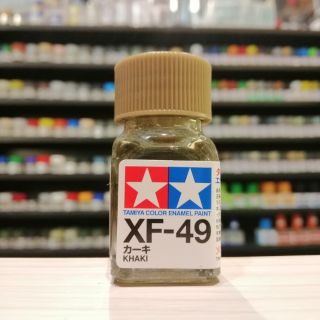 TAMIYA COLOR ENAMEL PAINT
XF-49
カーキ
KHAKI